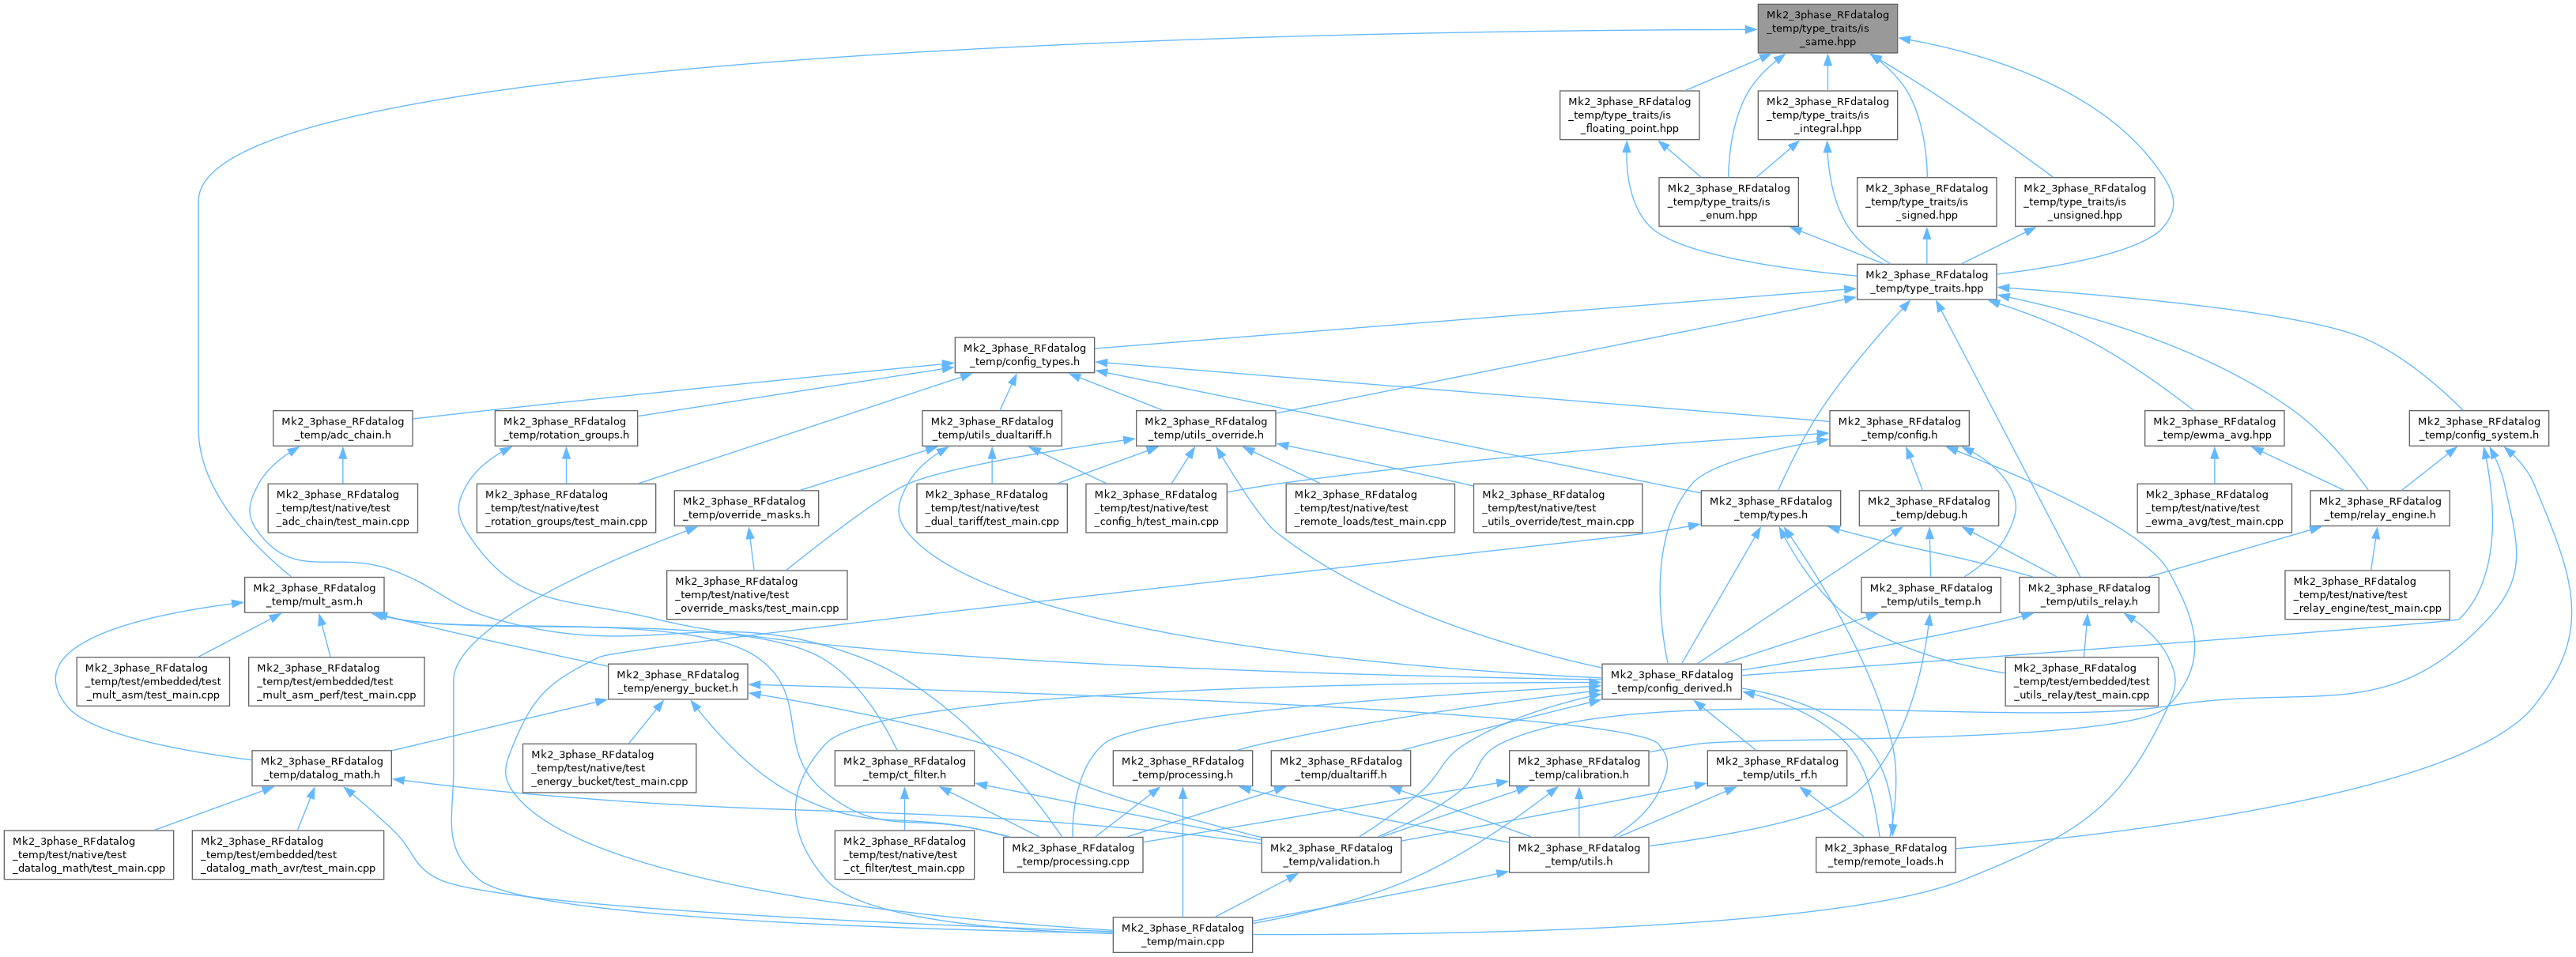 Mk2_3phase_RFdatalog
_temp/type_traits/is
_same.hpp
Mk2_3phase_RFdatalog
_temp/type_traits/is
_floating_point.hpp
Mk2_3phase_RFdatalog
_temp/type_traits/is
_integral.hpp
Mk2_3phase_RFdatalog
_temp/type_traits/is
_enum.hpp
Mk2_3phase_RFdatalog
_temp/type_traits/is
_signed.hpp
Mk2_3phase_RFdatalog
_temp/type_traits/is
_unsigned.hpp
Mk2_3phase_RFdatalog
_temp/type_traits.hpp
Mk2_3phase_RFdatalog
_temp/config_types.h
Mk2_3phase_RFdatalog
_temp/adc_chain.h
Mk2_3phase_RFdatalog
_temp/rotation_groups.h
Mk2_3phase_RFdatalog
_temp/utils_dualtariff.h
Mk2_3phase_RFdatalog
_temp/utils_override.h
Mk2_3phase_RFdatalog
_temp/config.h
Mk2_3phase_RFdatalog
_temp/ewma_avg.hpp
Mk2_3phase_RFdatalog
_temp/config_system.h
Mk2_3phase_RFdatalog
_temp/test/native/test
_adc_chain/test_main.cpp
Mk2_3phase_RFdatalog
_temp/test/native/test
_rotation_groups/test_main.cpp
Mk2_3phase_RFdatalog
_temp/override_masks.h
Mk2_3phase_RFdatalog
_temp/test/native/test
_dual_tariff/test_main.cpp
Mk2_3phase_RFdatalog
_temp/test/native/test
_config_h/test_main.cpp
Mk2_3phase_RFdatalog
_temp/test/native/test
_remote_loads/test_main.cpp
Mk2_3phase_RFdatalog
_temp/test/native/test
_utils_override/test_main.cpp
Mk2_3phase_RFdatalog
_temp/types.h
Mk2_3phase_RFdatalog
_temp/debug.h
Mk2_3phase_RFdatalog
_temp/test/native/test
_ewma_avg/test_main.cpp
Mk2_3phase_RFdatalog
_temp/relay_engine.h
Mk2_3phase_RFdatalog
_temp/mult_asm.h
Mk2_3phase_RFdatalog
_temp/test/native/test
_override_masks/test_main.cpp
Mk2_3phase_RFdatalog
_temp/utils_temp.h
Mk2_3phase_RFdatalog
_temp/utils_relay.h
Mk2_3phase_RFdatalog
_temp/test/native/test
_relay_engine/test_main.cpp
Mk2_3phase_RFdatalog
_temp/test/embedded/test
_mult_asm/test_main.cpp
Mk2_3phase_RFdatalog
_temp/test/embedded/test
_mult_asm_perf/test_main.cpp
Mk2_3phase_RFdatalog
_temp/energy_bucket.h
Mk2_3phase_RFdatalog
_temp/config_derived.h
Mk2_3phase_RFdatalog
_temp/test/embedded/test
_utils_relay/test_main.cpp
Mk2_3phase_RFdatalog
_temp/datalog_math.h
Mk2_3phase_RFdatalog
_temp/test/native/test
_energy_bucket/test_main.cpp
Mk2_3phase_RFdatalog
_temp/ct_filter.h
Mk2_3phase_RFdatalog
_temp/processing.h
Mk2_3phase_RFdatalog
_temp/dualtariff.h
Mk2_3phase_RFdatalog
_temp/calibration.h
Mk2_3phase_RFdatalog
_temp/utils_rf.h
Mk2_3phase_RFdatalog
_temp/test/native/test
_datalog_math/test_main.cpp
Mk2_3phase_RFdatalog
_temp/test/embedded/test
_datalog_math_avr/test_main.cpp
Mk2_3phase_RFdatalog
_temp/test/native/test
_ct_filter/test_main.cpp
Mk2_3phase_RFdatalog
_temp/processing.cpp
Mk2_3phase_RFdatalog
_temp/validation.h
Mk2_3phase_RFdatalog
_temp/utils.h
Mk2_3phase_RFdatalog
_temp/remote_loads.h
Mk2_3phase_RFdatalog
_temp/main.cpp